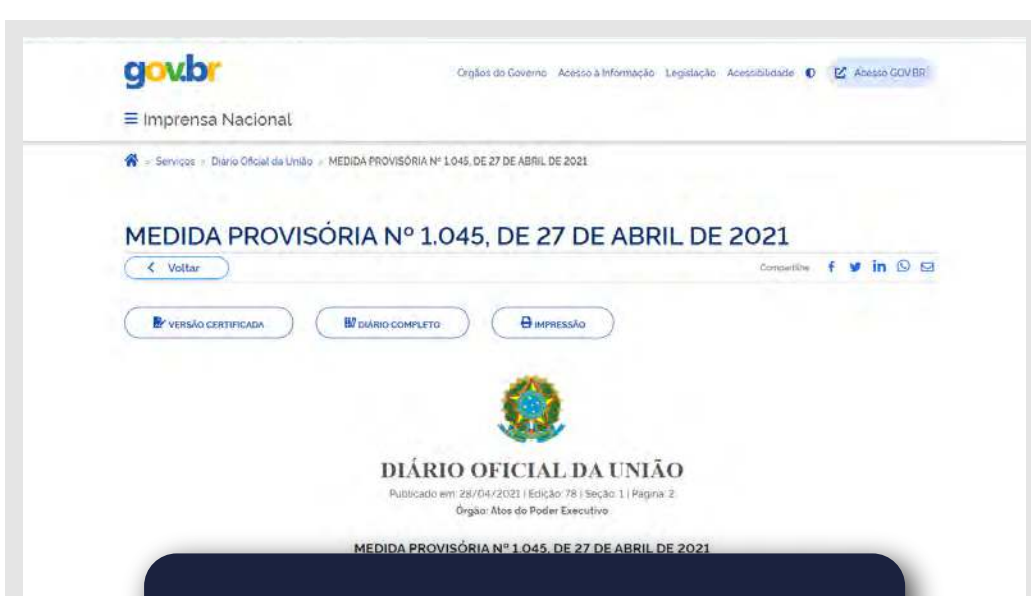 gov.br
Orgãos do Governo Acesso à Informação Legislação Acessibilidade Acesso GOV.BR
Imprensa Nacional
Serviços Diário Oficial da União MEDIDA PROVISÓRIA Nº 1.045, DE 27 DE ABRIL DE 2021
MEDIDA PROVISÓRIA Nº 1.045, DE 27 DE ABRIL DE 2021
Voltar
Compartilhe
VERSÃO CERTIFICADA DIÁRIO COMPLETO IMPRESSÃO
DIÁRIO OFICIAL DA UNIÃO
Publicado em: 28/04/2021 | Edição: 78 | Seção: 1 | Página: 2
Órgão: Atos do Poder Executivo
MEDIDA PROVISÓRIA Nº 1.045, DE 27 DE ABRIL DE 2021